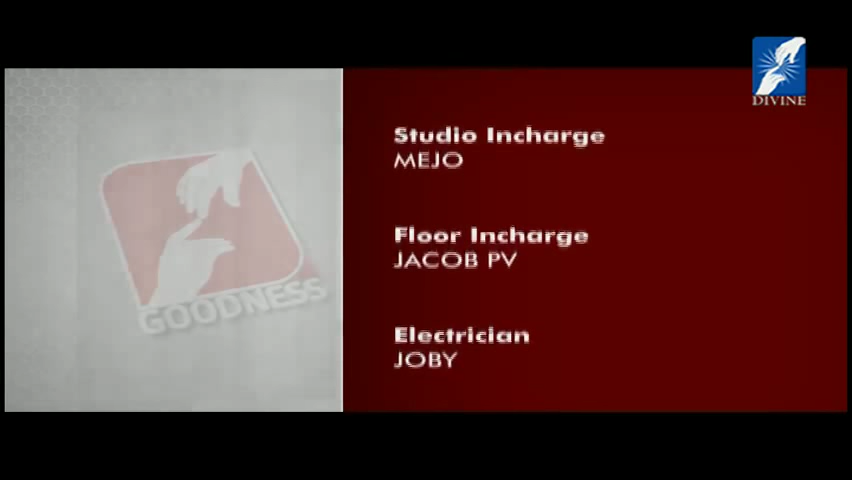 DIVINE
Studio Incharge
MEJO
Floor Incharge
JACOB PV
Electrician
JOBY
GOODNESS